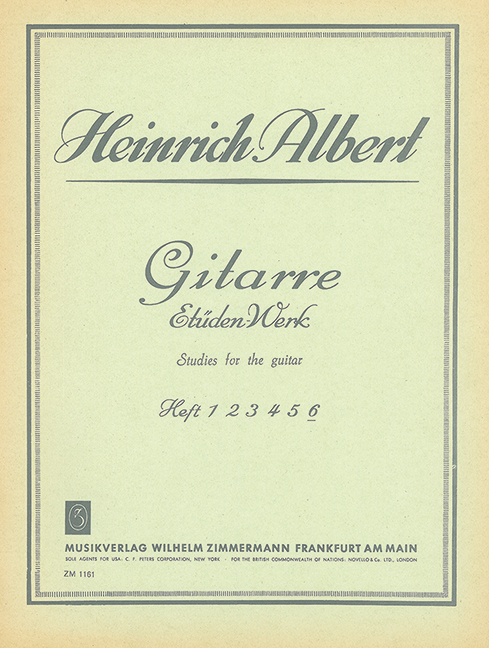 Heinrich Albert
Gitarre
Etüden-Werk
Studies for the guitar
Heft 1 2 3 4 5 6
MUSIKVERLAG WILHELM ZIMMERMANN FRANKFURT AM MAIN
SOLE AGENTS FOR USA: C. F. PETERS CORPORATION, NEW YORK · FOR THE BRITISH COMMONWEALTH OF NATIONS: NOVELLO & Co. LTD., LONDON
ZM 1161